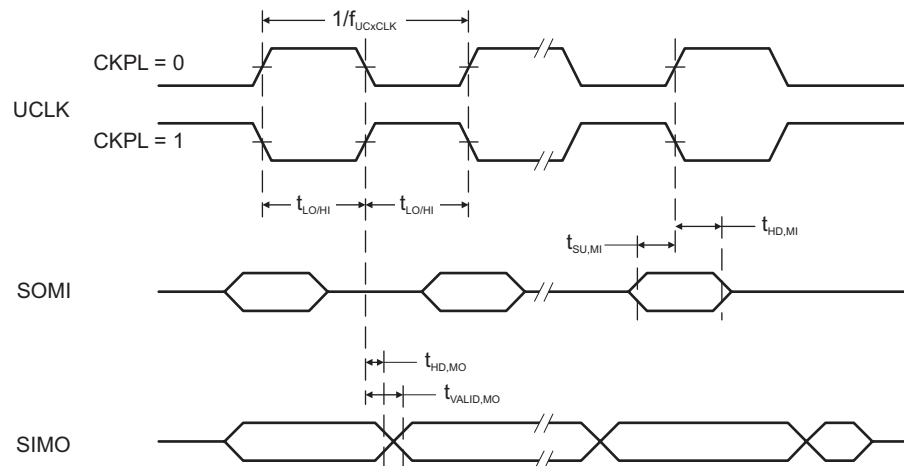 1/fUCxCLK
CKPL = 0
UCLK
CKPL = 1
tLO/HI
tLO/HI
tHD,MI
tSU,MI
SOMI
tHD,MO
tVALID,MO
SIMO